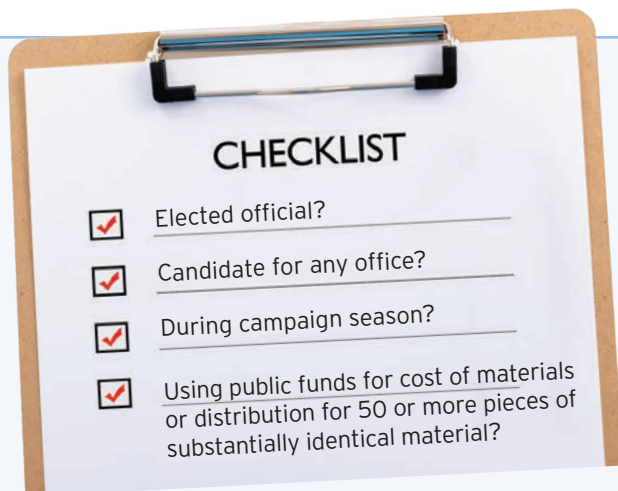 CHECKLIST
Elected official?
Candidate for any office?
During campaign season?
Using public funds for cost of materials
or distribution for 50 or more pieces of
substantially identical material?